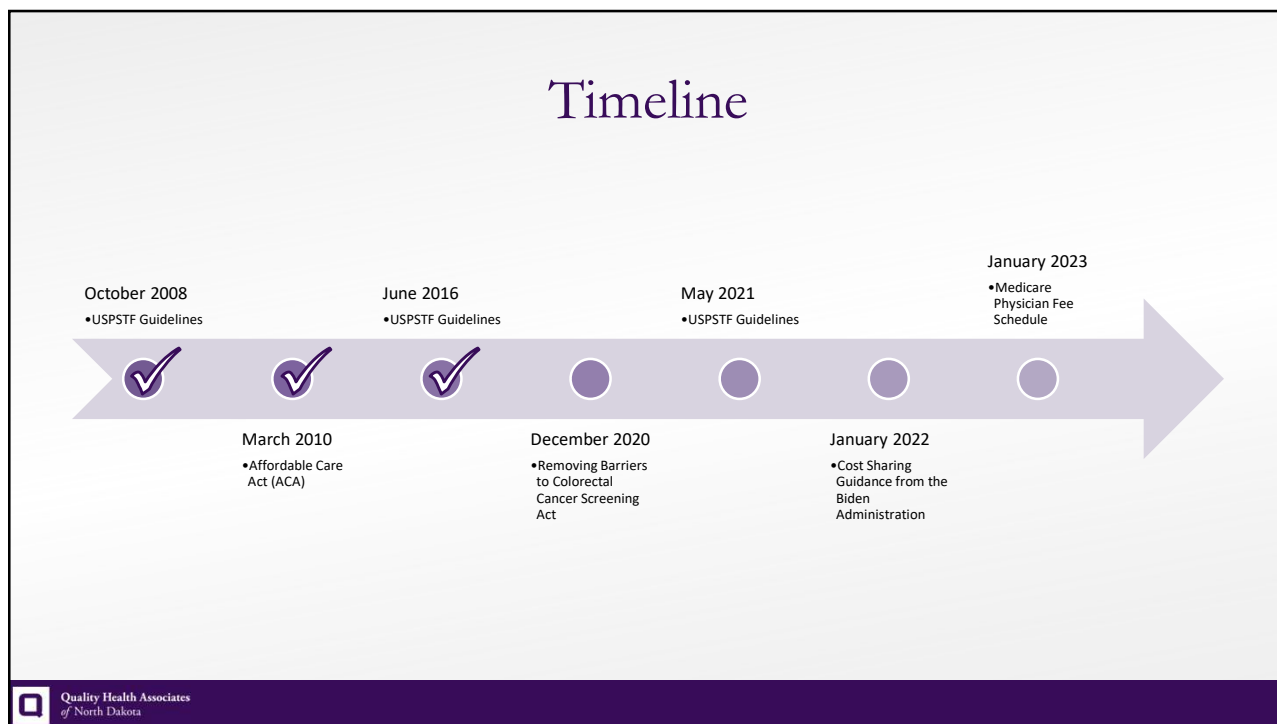 Timeline
October 2008
•USPSTF Guidelines
March 2010
•Affordable Care
Act (ACA)
June 2016
•USPSTF Guidelines
December 2020
•Removing Barriers
to Colorectal
Cancer Screening
Act
May 2021
•USPSTF Guidelines
January 2022
•Cost Sharing
Guidance from the
Biden
Administration
January 2023
•Medicare
Physician Fee
Schedule
Quality Health Associates
of North Dakota